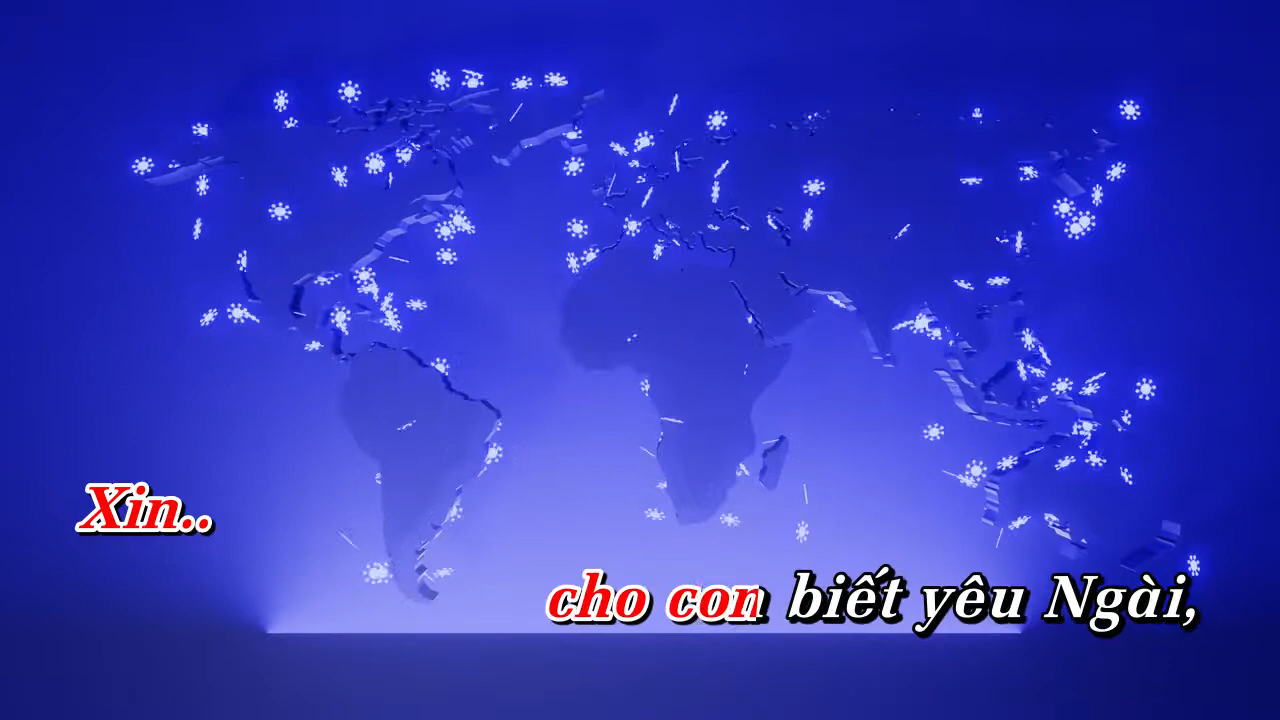 Xin..
cho con biết yêu Ngài,